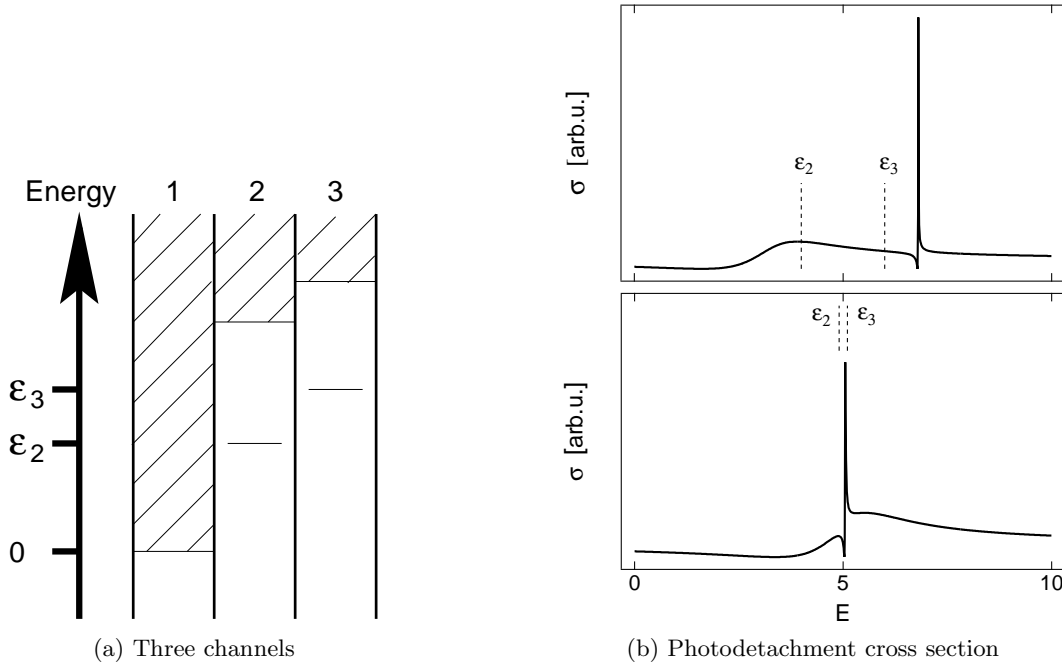 Energy 1 2 3
ε3
ε2
0
(a) Three channels
σ [arb.u.]
ε2 ε3
σ [arb.u.]
ε2 ε3
0 5 10
E
(b) Photodetachment cross section